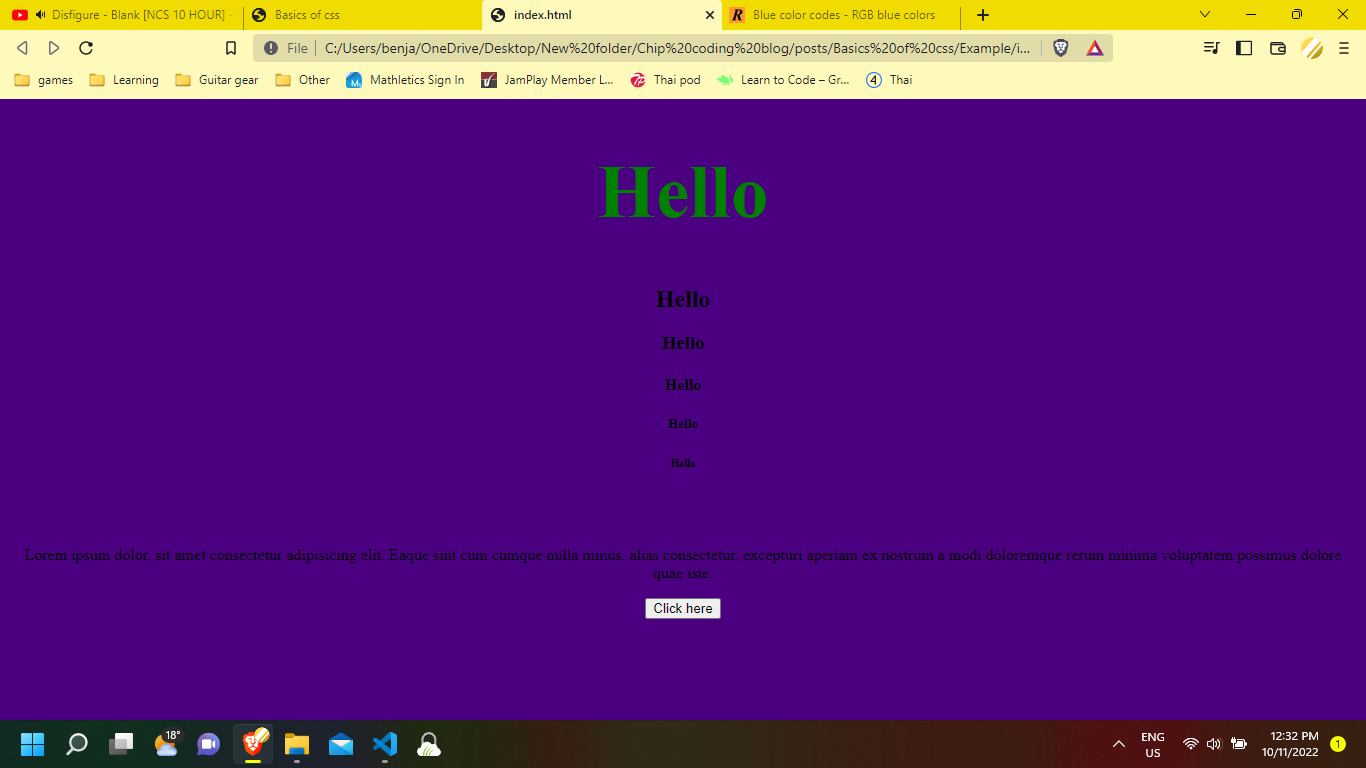 Disfigure - Blank [NCS 10 HOUR] -
Basics of css
index.html
Blue color codes - RGB blue colors
File
C:/Users/benja/OneDrive/Desktop/New%20folder/Chip%20coding%20blog/posts/Basics%20of%20css/Example/i...
games
Learning
Guitar gear
Other
Mathletics Sign In
JamPlay Member L...
Thai pod
Learn to Code – Gr...
4
Thai
Hello
Hello
Hello
Hello
Hello
Hello
Lorem ipsum dolor, sit amet consectetur adipisicing elit. Eaque sint cum cumque nulla minus, alias consectetur, excepturi aperiam ex nostrum a modi doloremque rerum minima voluptatem possimus dolore
quae iste.
Click here
18°
ENG
US
12:32 PM
10/11/2022
1